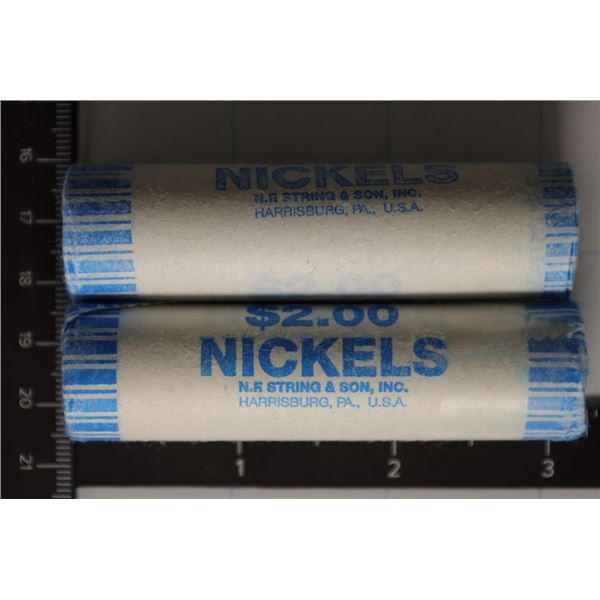 16
NICKELS
N.F. STRING & SON, INC.
HARRISBURG, PA., U.S.A.
17
18
$2.00
19
NICKELS
N.F. STRING & SON, INC.
HARRISBURG, PA., U.S.A.
20
21
1 2 3